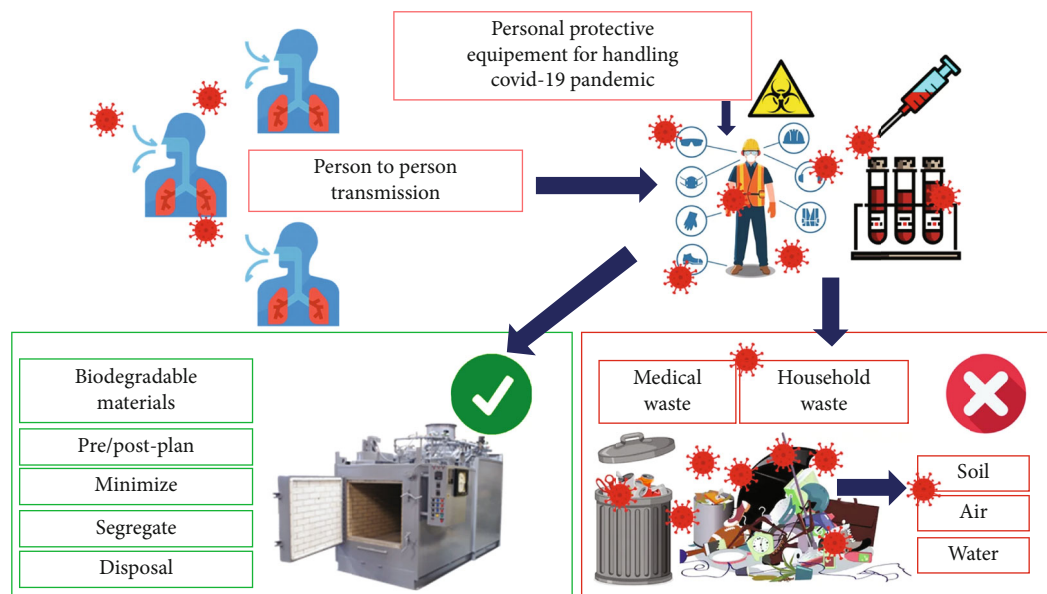 Personal protective
equipement for handling
covid-19 pandemic
Person to person
transmission
Biodegradable
materials
Pre/post-plan
Minimize
Segregate
Disposal
Medical
waste
Household
waste
Soil
Air
Water